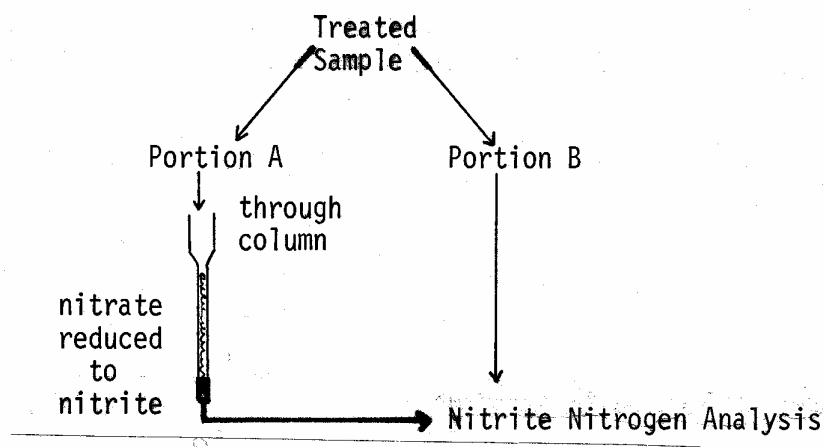 Treated
Sample
Portion A
Portion B
through
column
nitrate
reduced
to
nitrite
Nitrite Nitrogen Analysis